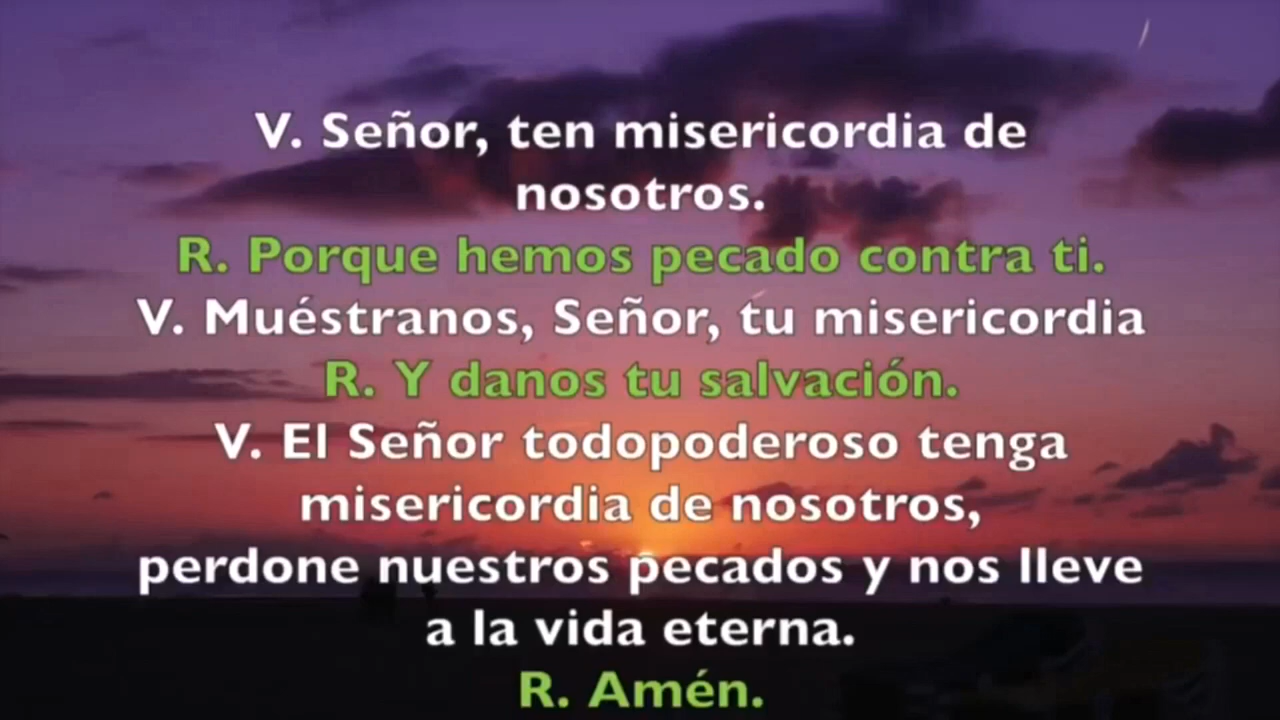 V. Señor, ten misericordia de
nosotros.
R. Porque hemos pecado contra ti.
V. Muéstranos, Señor, tu misericordia
R. Y danos tu salvación.
V. El Señor todopoderoso tenga
misericordia de nosotros,
perdone nuestros pecados y nos lleve
a la vida eterna.
R. Amén.